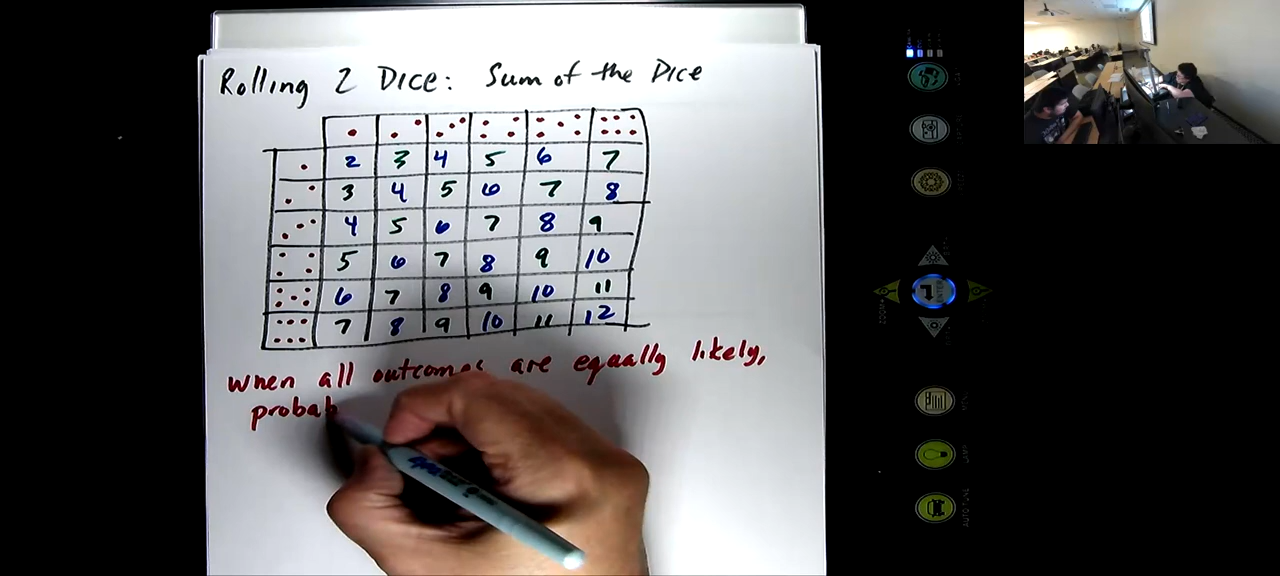 Rolling 2 Dice: Sum of the Dice
2 3 4 5 6 7
3 4 5 6 7 8
4 5 6 7 8 9
5 6 7 8 9 10
6 7 8 9 10 11
7 8 9 10 11 12
When all outcomes are equally likely,
probab
ENTER